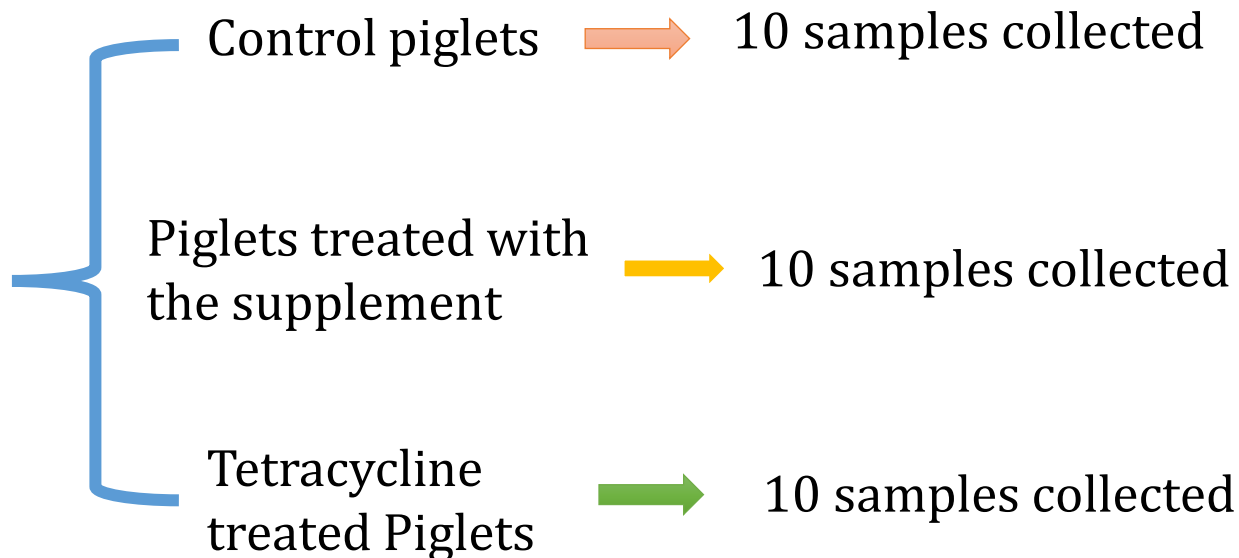 Control piglets
10 samples collected
Piglets treated with
the supplement
10 samples collected
Tetracycline
treated Piglets
10 samples collected